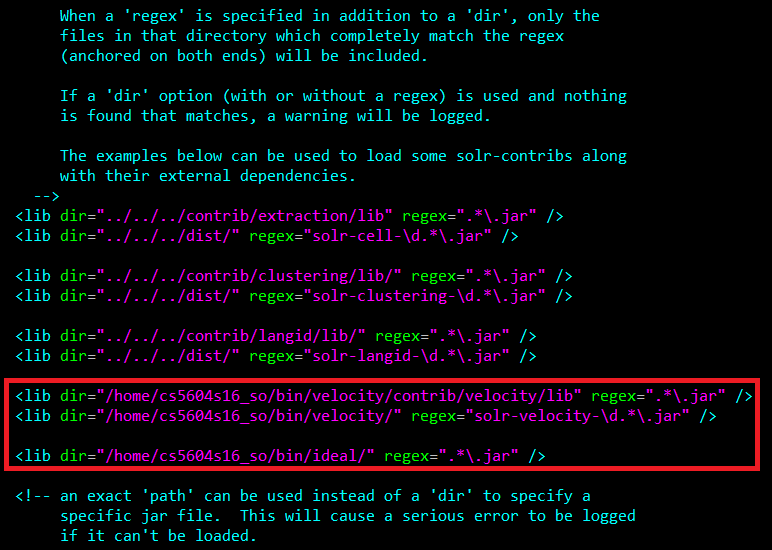 When a 'regex' is specified in addition to a 'dir', only the
files in that directory which completely match the regex
(anchored on both ends) will be included.
If a 'dir' option (with or without a regex) is used and nothing
is found that matches, a warning will be logged.
The examples below can be used to load some solr-contribs along
with their external dependencies.
-->
<lib dir="../../../contrib/extraction/lib" regex=".*\.jar" />
<lib dir="../../../dist/" regex="solr-cell-\d.*\.jar" />
<lib dir="../../../contrib/clustering/lib/" regex=".*\.jar" />
<lib dir="../../../dist/" regex="solr-clustering-\d.*\.jar" />
<lib dir="../../../contrib/langid/lib/" regex=".*\.jar" />
<lib dir="../../../dist/" regex="solr-langid-\d.*\.jar" />
<lib dir="/home/cs5604s16_so/bin/velocity/contrib/velocity/lib" regex=".*\.jar" />
<lib dir="/home/cs5604s16_so/bin/velocity/" regex="solr-velocity-\d.*\.jar" />
<lib dir="/home/cs5604s16_so/bin/ideal/" regex=".*\.jar" />
<!-- an exact 'path' can be used instead of a 'dir' to specify a
specific jar file.  This will cause a serious error to be logged
if it can't be loaded.